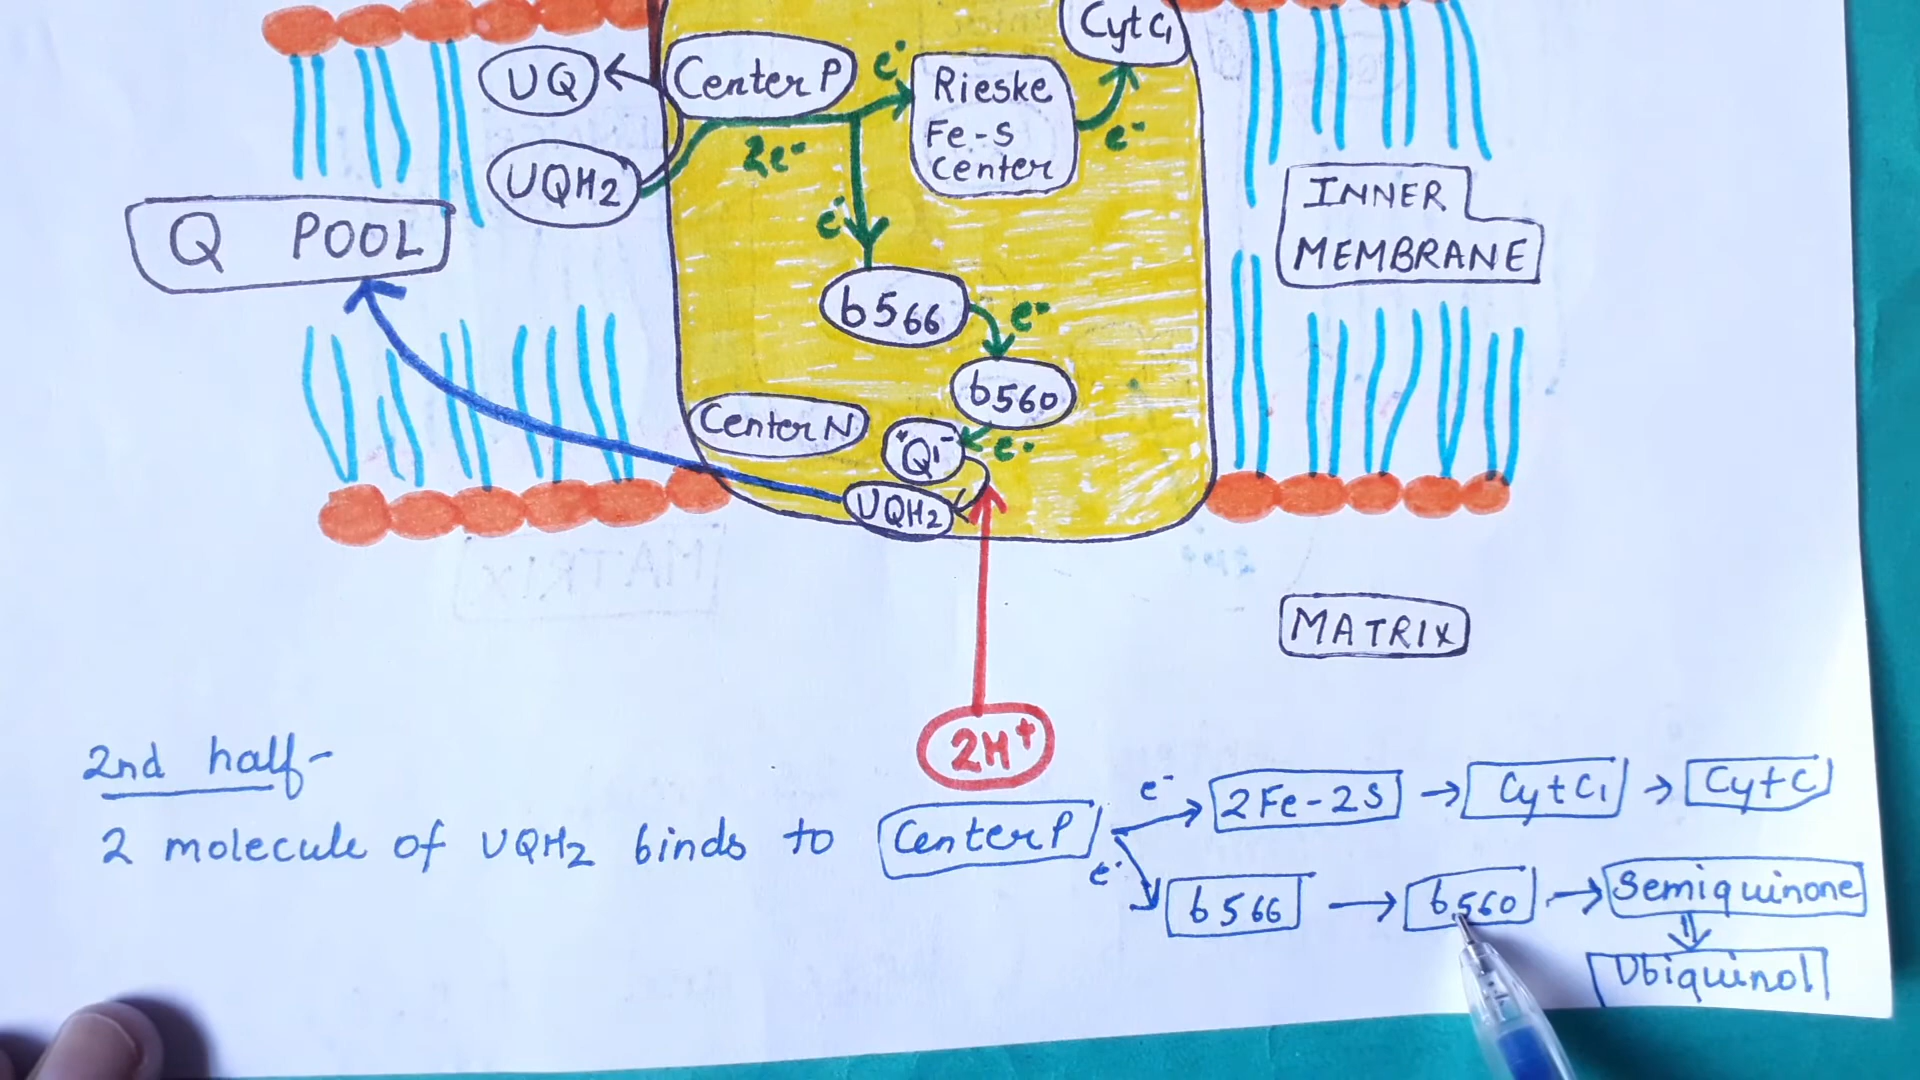 Cyt C1
UQ
Center P
e-
Rieske
Fe-S
Center
e-
2e-
UQH2
INNER
MEMBRANE
Q POOL
e-
b566
e-
b560
Center N
"Q1-
e-
UQH2
MATRIX
2H+
2nd half-
2 molecule of UQH2 binds to Center P
e-
2Fe-2S → Cyt C1 → Cyt C
e-
b566 → b560 → Semiquinone
Ubiquinol